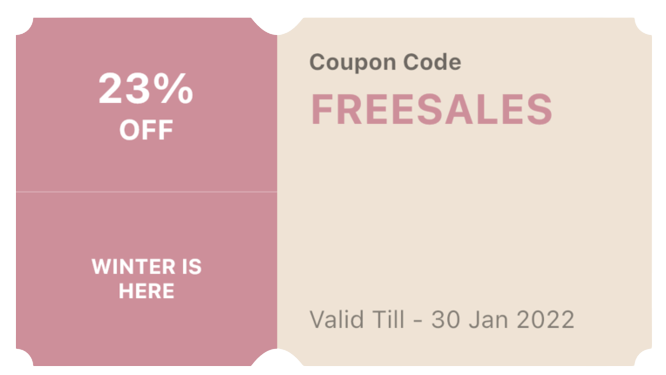 23%
OFF
WINTER IS
HERE
Coupon Code
FREESALES
Valid Till - 30 Jan 2022